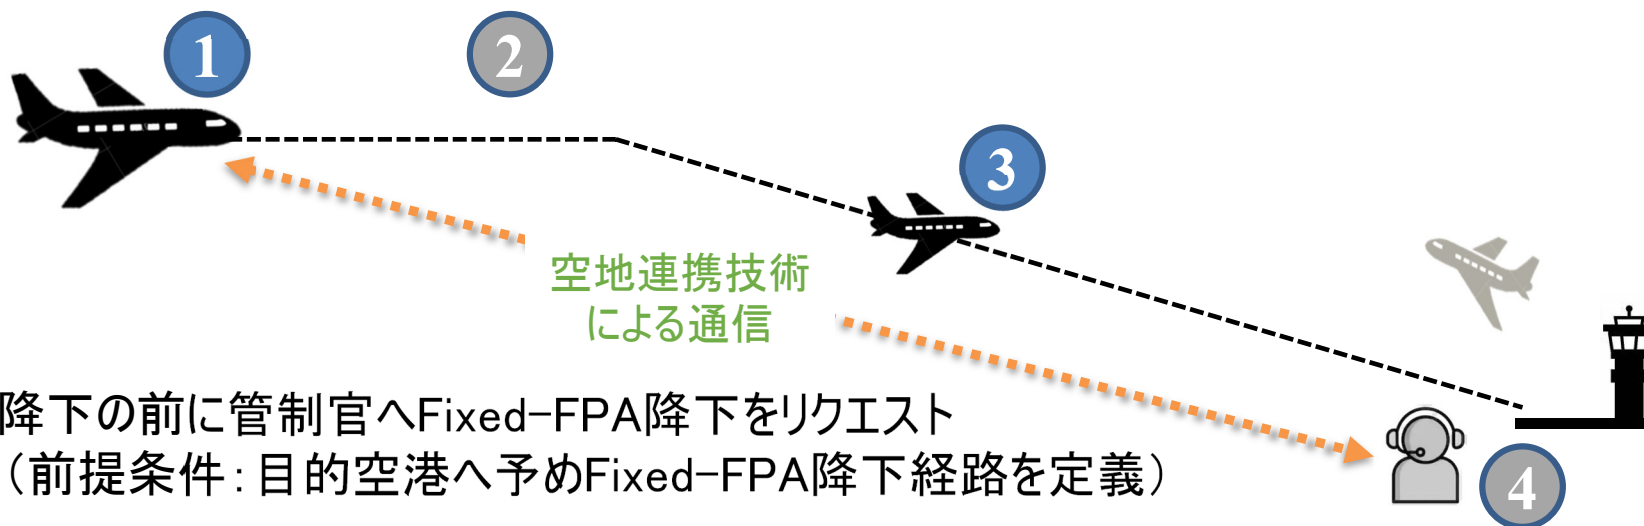 1
2
3
空地連携技術
による通信
降下の前に管制官へFixed-FPA降下をリクエスト
（前提条件：目的空港へ予めFixed-FPA降下経路を定義）
4